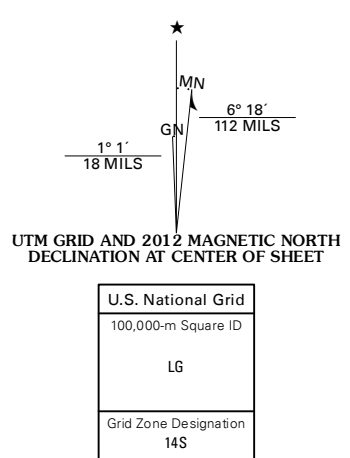 ★
MN
GN
6° 18´
112 MILS
1° 1´
18 MILS
UTM GRID AND 2012 MAGNETIC NORTH
DECLINATION AT CENTER OF SHEET
U.S. National Grid
100,000-m Square ID
LG
Grid Zone Designation
14S